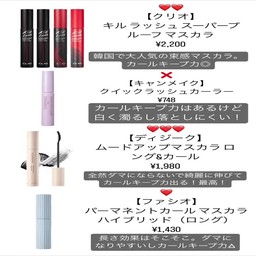 ❤❤
【クリオ】
キル ラッシュ スーパープ
ルーフ マスカラ
¥2,200
韓国で大人気の束感マスカラ。
カールキープ力◎
❌
【キャンメイク】
クイックラッシュカーラー
¥748
カールキープ力はあるけど
白く濁るし落としにくい！
❤❤❤
【ディジーク】
ムードアップマスカラ ロ
ング&カール
¥1,980
全然ダマにならないで綺麗に伸びて
カールキープ力出る！最高！
❤
【ファシオ】
パーマネントカール マスカラ
ハイブリッド（ロング）
¥1,430
長さ効果はそこそこ。ダマに
なりやすいしカールキープ力△